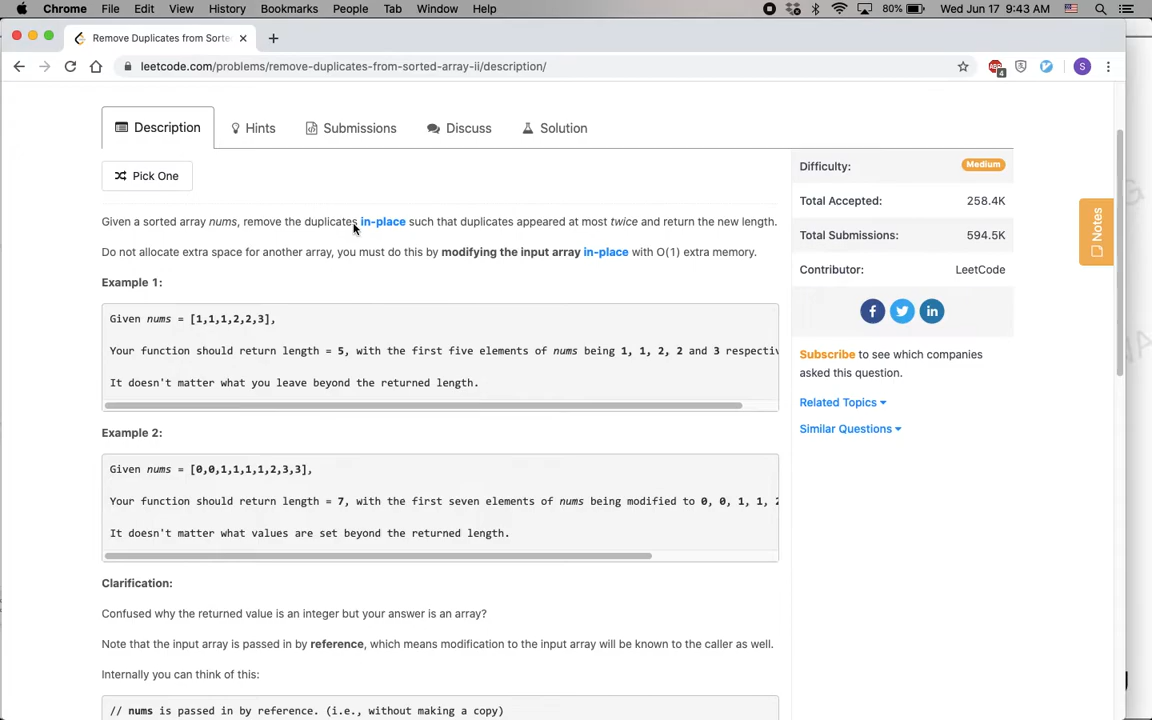 Chrome File Edit View History Bookmarks People Tab Window Help 80% Wed Jun 17 9:43 AM
Remove Duplicates from Sorte
leetcode.com/problems/remove-duplicates-from-sorted-array-ii/description/
ABP 4 S
Description Hints Submissions Discuss Solution
Pick One
Given a sorted array nums, remove the duplicates in-place such that duplicates appeared at most twice and return the new length.
Do not allocate extra space for another array, you must do this by modifying the input array in-place with O(1) extra memory.
Example 1:
Given nums = [1,1,1,2,2,3],
Your function should return length = 5, with the first five elements of nums being 1, 1, 2, 2 and 3 respectiv
It doesn't matter what you leave beyond the returned length.
Example 2:
Given nums = [0,0,1,1,1,1,2,3,3],
Your function should return length = 7, with the first seven elements of nums being modified to 0, 0, 1, 1, 2
It doesn't matter what values are set beyond the returned length.
Clarification:
Confused why the returned value is an integer but your answer is an array?
Note that the input array is passed in by reference, which means modification to the input array will be known to the caller as well.
Internally you can think of this:
// nums is passed in by reference. (i.e., without making a copy)
Difficulty: Medium
Total Accepted: 258.4K
Total Submissions: 594.5K
Contributor: LeetCode
Subscribe to see which companies
asked this question.
Related Topics
Similar Questions
Notes